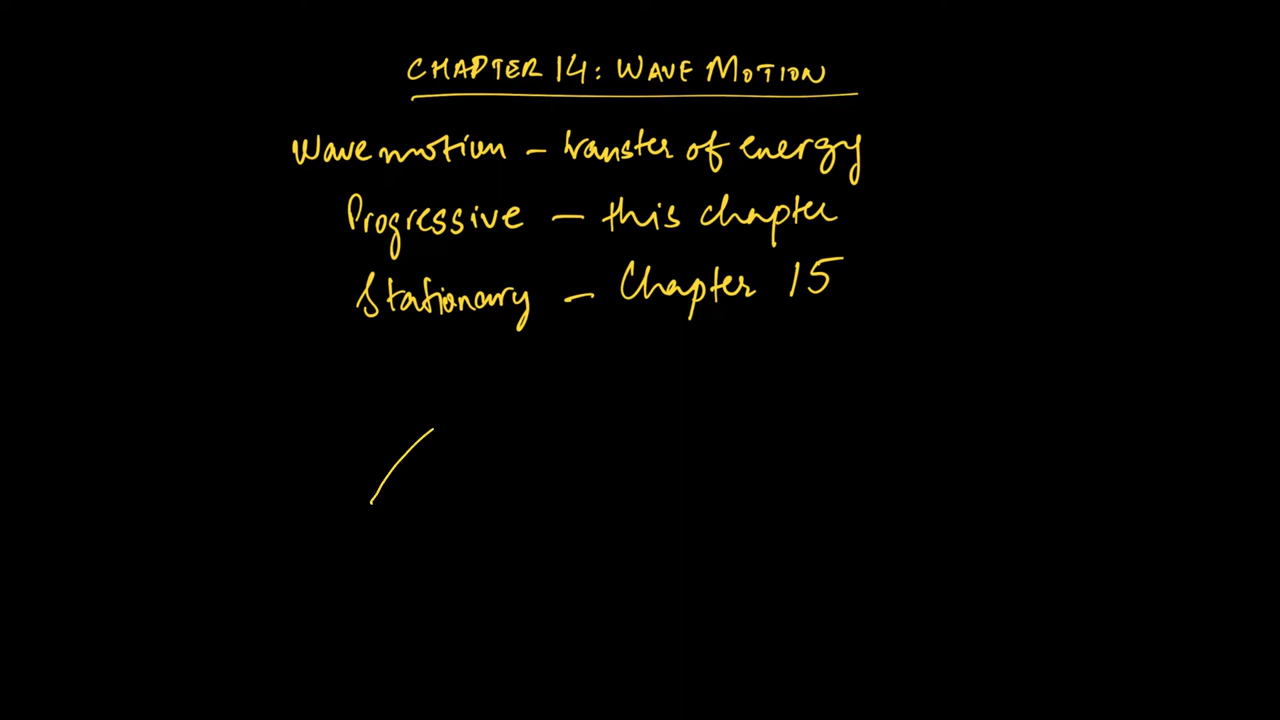 CHAPTER 14: WAVE MOTION
Wave motion - transfer of energy
Progressive - this chapter
Stationary - Chapter 15